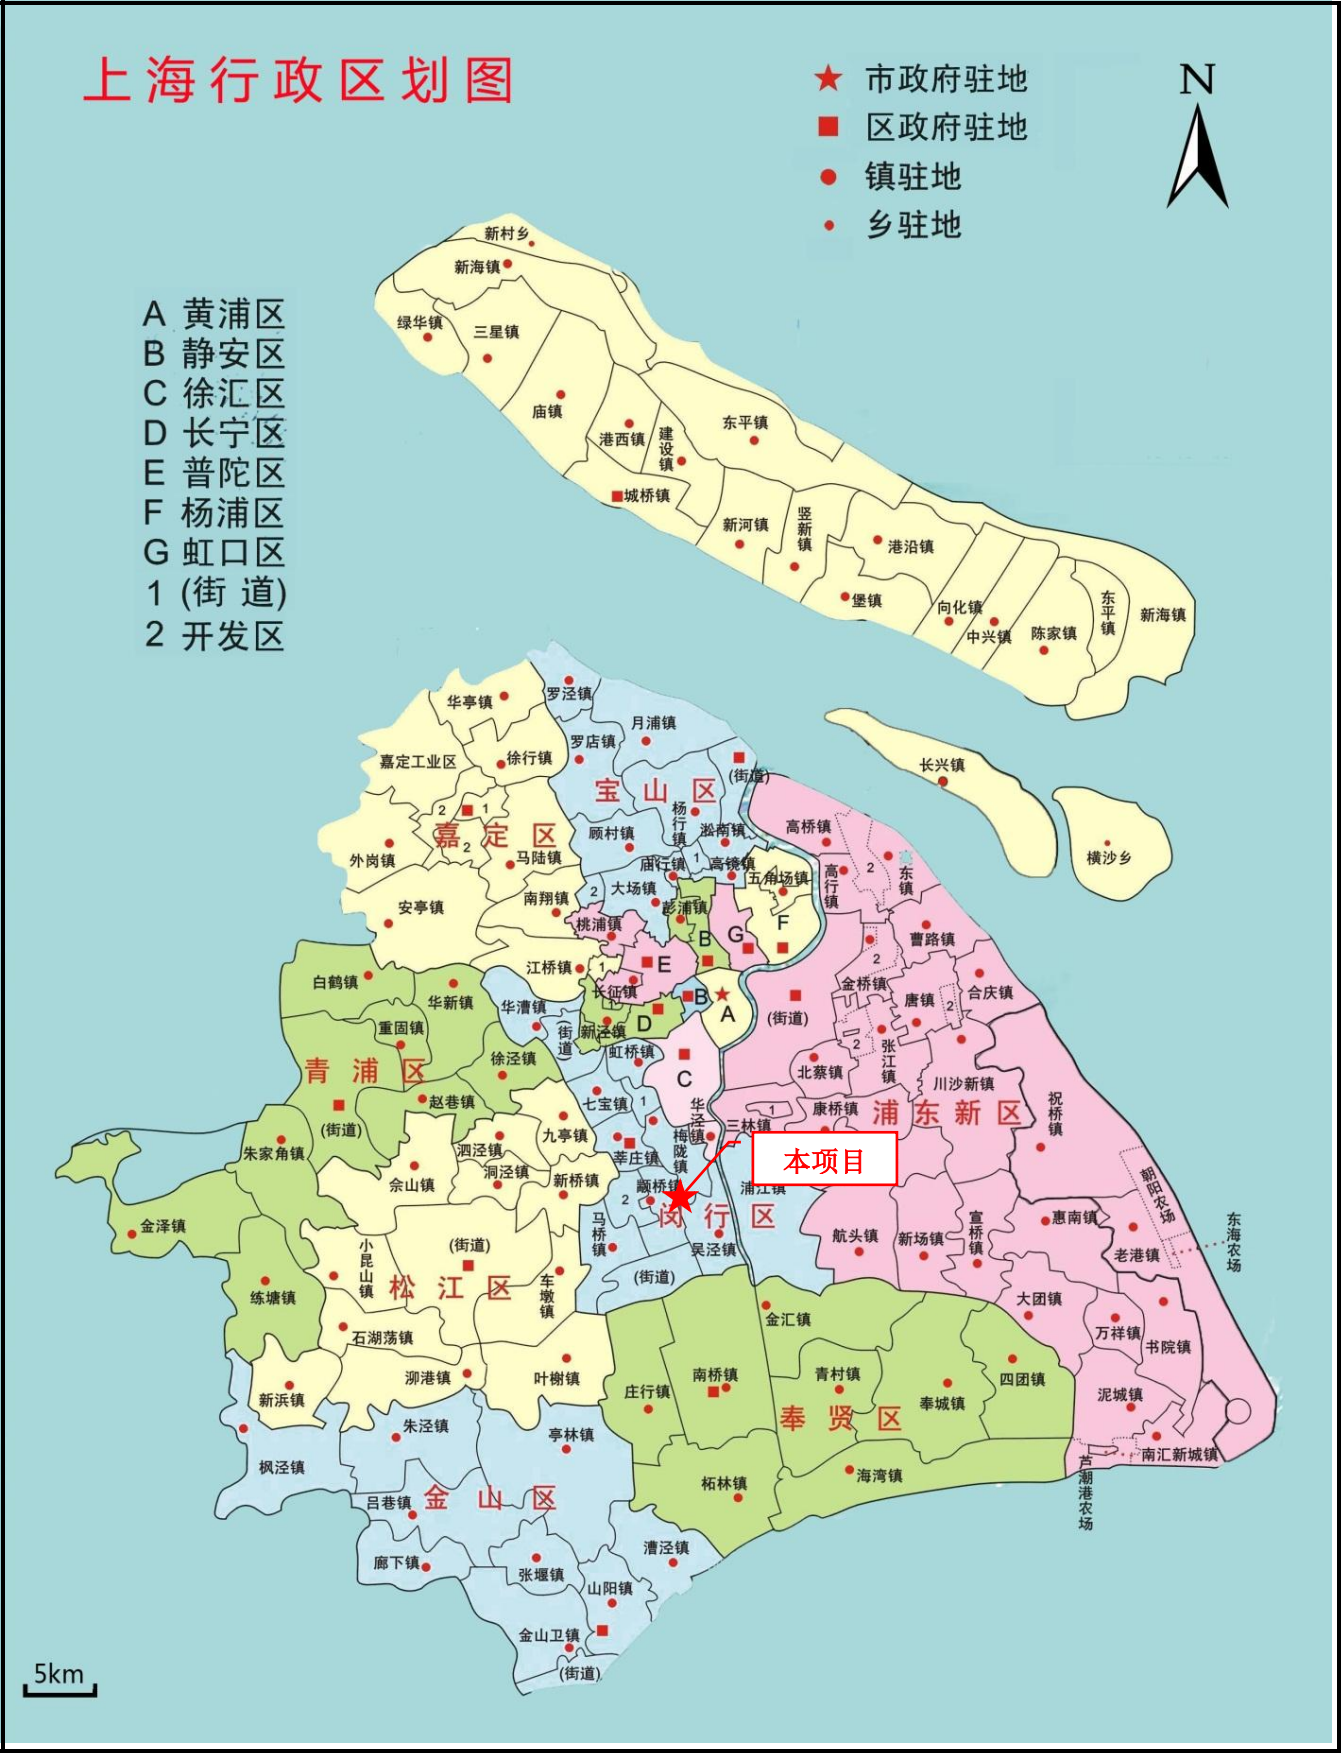 上海行政区划图
市政府驻地
区政府驻地
镇驻地
乡驻地
N
A 黄浦区
B 静安区
C 徐汇区
D 长宁区
E 普陀区
F 杨浦区
G 虹口区
1 (街 道)
2 开发区
新村乡
新海镇
绿华镇
三星镇
庙镇
港西镇
建设镇
东平镇
城桥镇
新河镇
竖新镇
港沿镇
堡镇
向化镇
中兴镇
陈家镇
东平镇
新海镇
长兴镇
横沙乡
华亭镇
嘉定工业区
徐行镇
2
1
嘉定区
2
外岗镇
马陆镇
安亭镇
南翔镇
江桥镇
1
罗泾镇
月浦镇
罗店镇
(街道)
宝山区
杨行镇
顾村镇
淞南镇
庙行镇
1
高镜镇
大场镇
2
彭浦镇
五角场镇
桃浦镇
B
G
F
E
长征镇
B
A
1
新泾镇
D
C
华泾镇
高桥镇
高行镇
2
东镇
曹路镇
2
金桥镇
唐镇
2
合庆镇
(街道)
2
张江镇
北蔡镇
川沙新镇
1
康桥镇
三林镇
浦东新区
祝桥镇
朝阳农场
东海农场
惠南镇
老港镇
宣桥镇
新场镇
航头镇
大团镇
万祥镇
书院镇
泥城镇
南汇新城镇
芦潮港农场
白鹤镇
华新镇
重固镇
青浦区
徐泾镇
赵巷镇
(街道)
朱家角镇
金泽镇
练塘镇
华漕镇
(街道)
虹桥镇
七宝镇
1
莘庄镇
梅陇镇
颛桥镇
2
马桥镇
闵行区
吴泾镇
(街道)
浦江镇
本项目
九亭镇
泗泾镇
洞泾镇
佘山镇
新桥镇
小昆山镇
(街道)
松江区
车墩镇
石湖荡镇
泖港镇
叶榭镇
新浜镇
金汇镇
南桥镇
庄行镇
青村镇
奉城镇
四团镇
奉贤区
柘林镇
海湾镇
朱泾镇
亭林镇
枫泾镇
吕巷镇
金山区
廊下镇
张堰镇
漕泾镇
山阳镇
金山卫镇
(街道)
5km